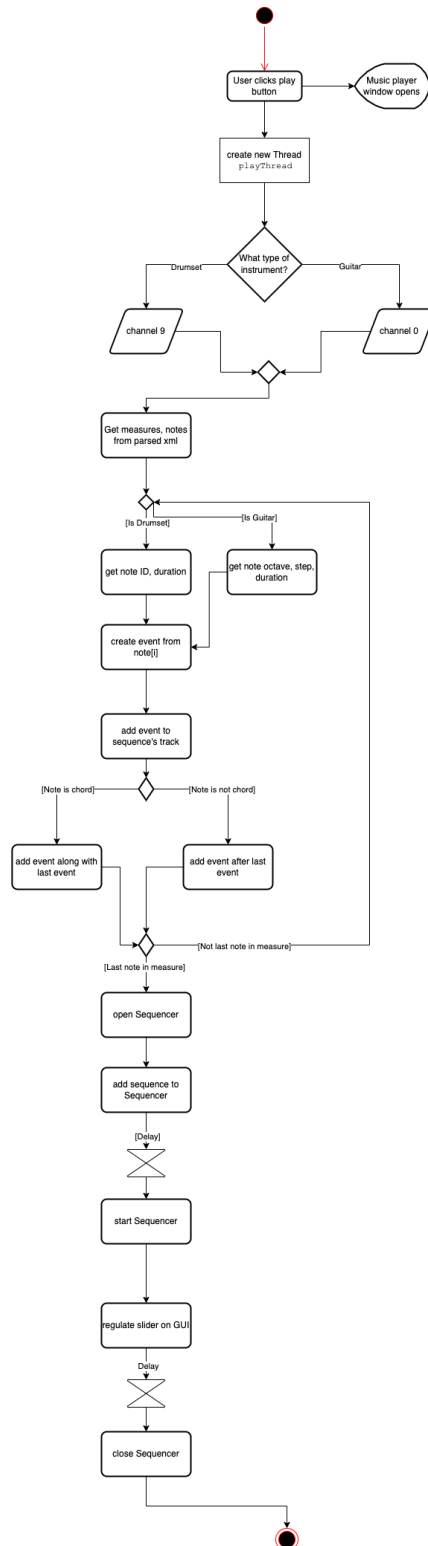 User clicks play
button
Music player
window opens
create new Thread
playThread
What type of
instrument?
Drumset
Guitar
channel 9
channel 0
Get measures, notes
from parsed xml
[Is Drumset]
[Is Guitar]
get note ID, duration
get note octave, step,
duration
create event from
note[i]
add event to
sequence's track
[Note is chord]
[Note is not chord]
add event along with
last event
add event after last
event
[Not last note in measure]
[Last note in measure]
open Sequencer
add sequence to
Sequencer
[Delay]
start Sequencer
regulate slider on GUI
Delay
close Sequencer